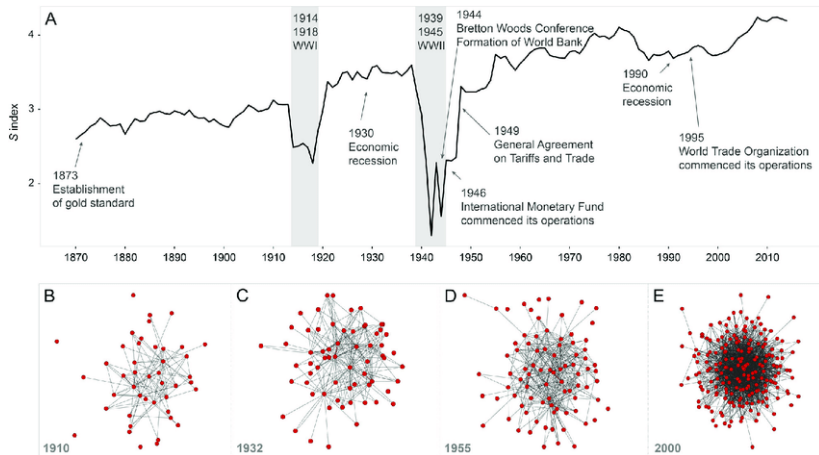 A
1914
1918
WWI
1939
1945
WWII
1944
Bretton Woods Conference
Formation of World Bank
1990
Economic
recession
1930
Economic
recession
1949
General Agreement
on Tariffs and Trade
1995
World Trade Organization
commenced its operations
1873
Establishment
of gold standard
1946
International Monetary Fund
commenced its operations
S index
4
3
2
1870 1880 1890 1900 1910 1920 1930 1940 1950 1960 1970 1980 1990 2000 2010
B
C
D
E
1910
1932
1955
2000